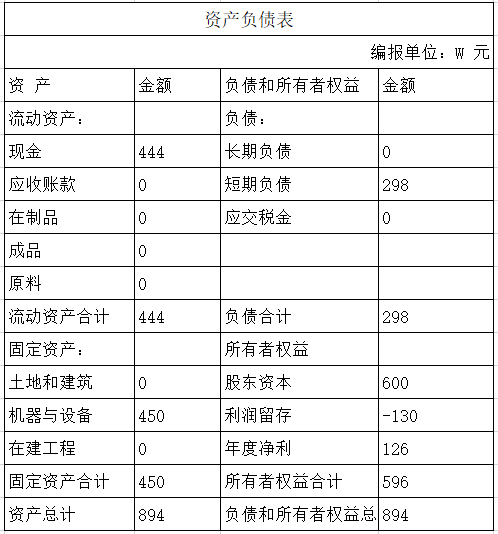 资产负债表
编报单位：W 元
资 产 金额 负债和所有者权益 金额
流动资产： 负债：
现金 444 长期负债 0
应收账款 0 短期负债 298
在制品 0 应交税金 0
成品 0
原料 0
流动资产合计 444 负债合计 298
固定资产： 所有者权益
土地和建筑 0 股东资本 600
机器与设备 450 利润留存 -130
在建工程 0 年度净利 126
固定资产合计 450 所有者权益合计 596
资产总计 894 负债和所有者权益总 894